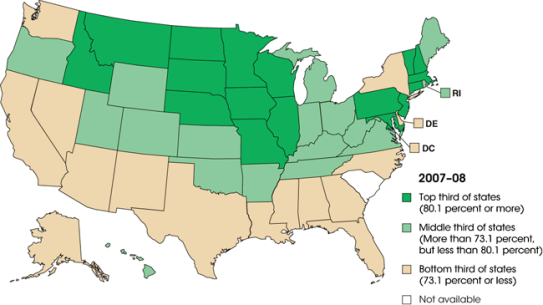 RI
DE
DC
2007–08
Top third of states
(80.1 percent or more)
Middle third of states
(More than 73.1 percent,
but less than 80.1 percent)
Bottom third of states
(73.1 percent or less)
Not available